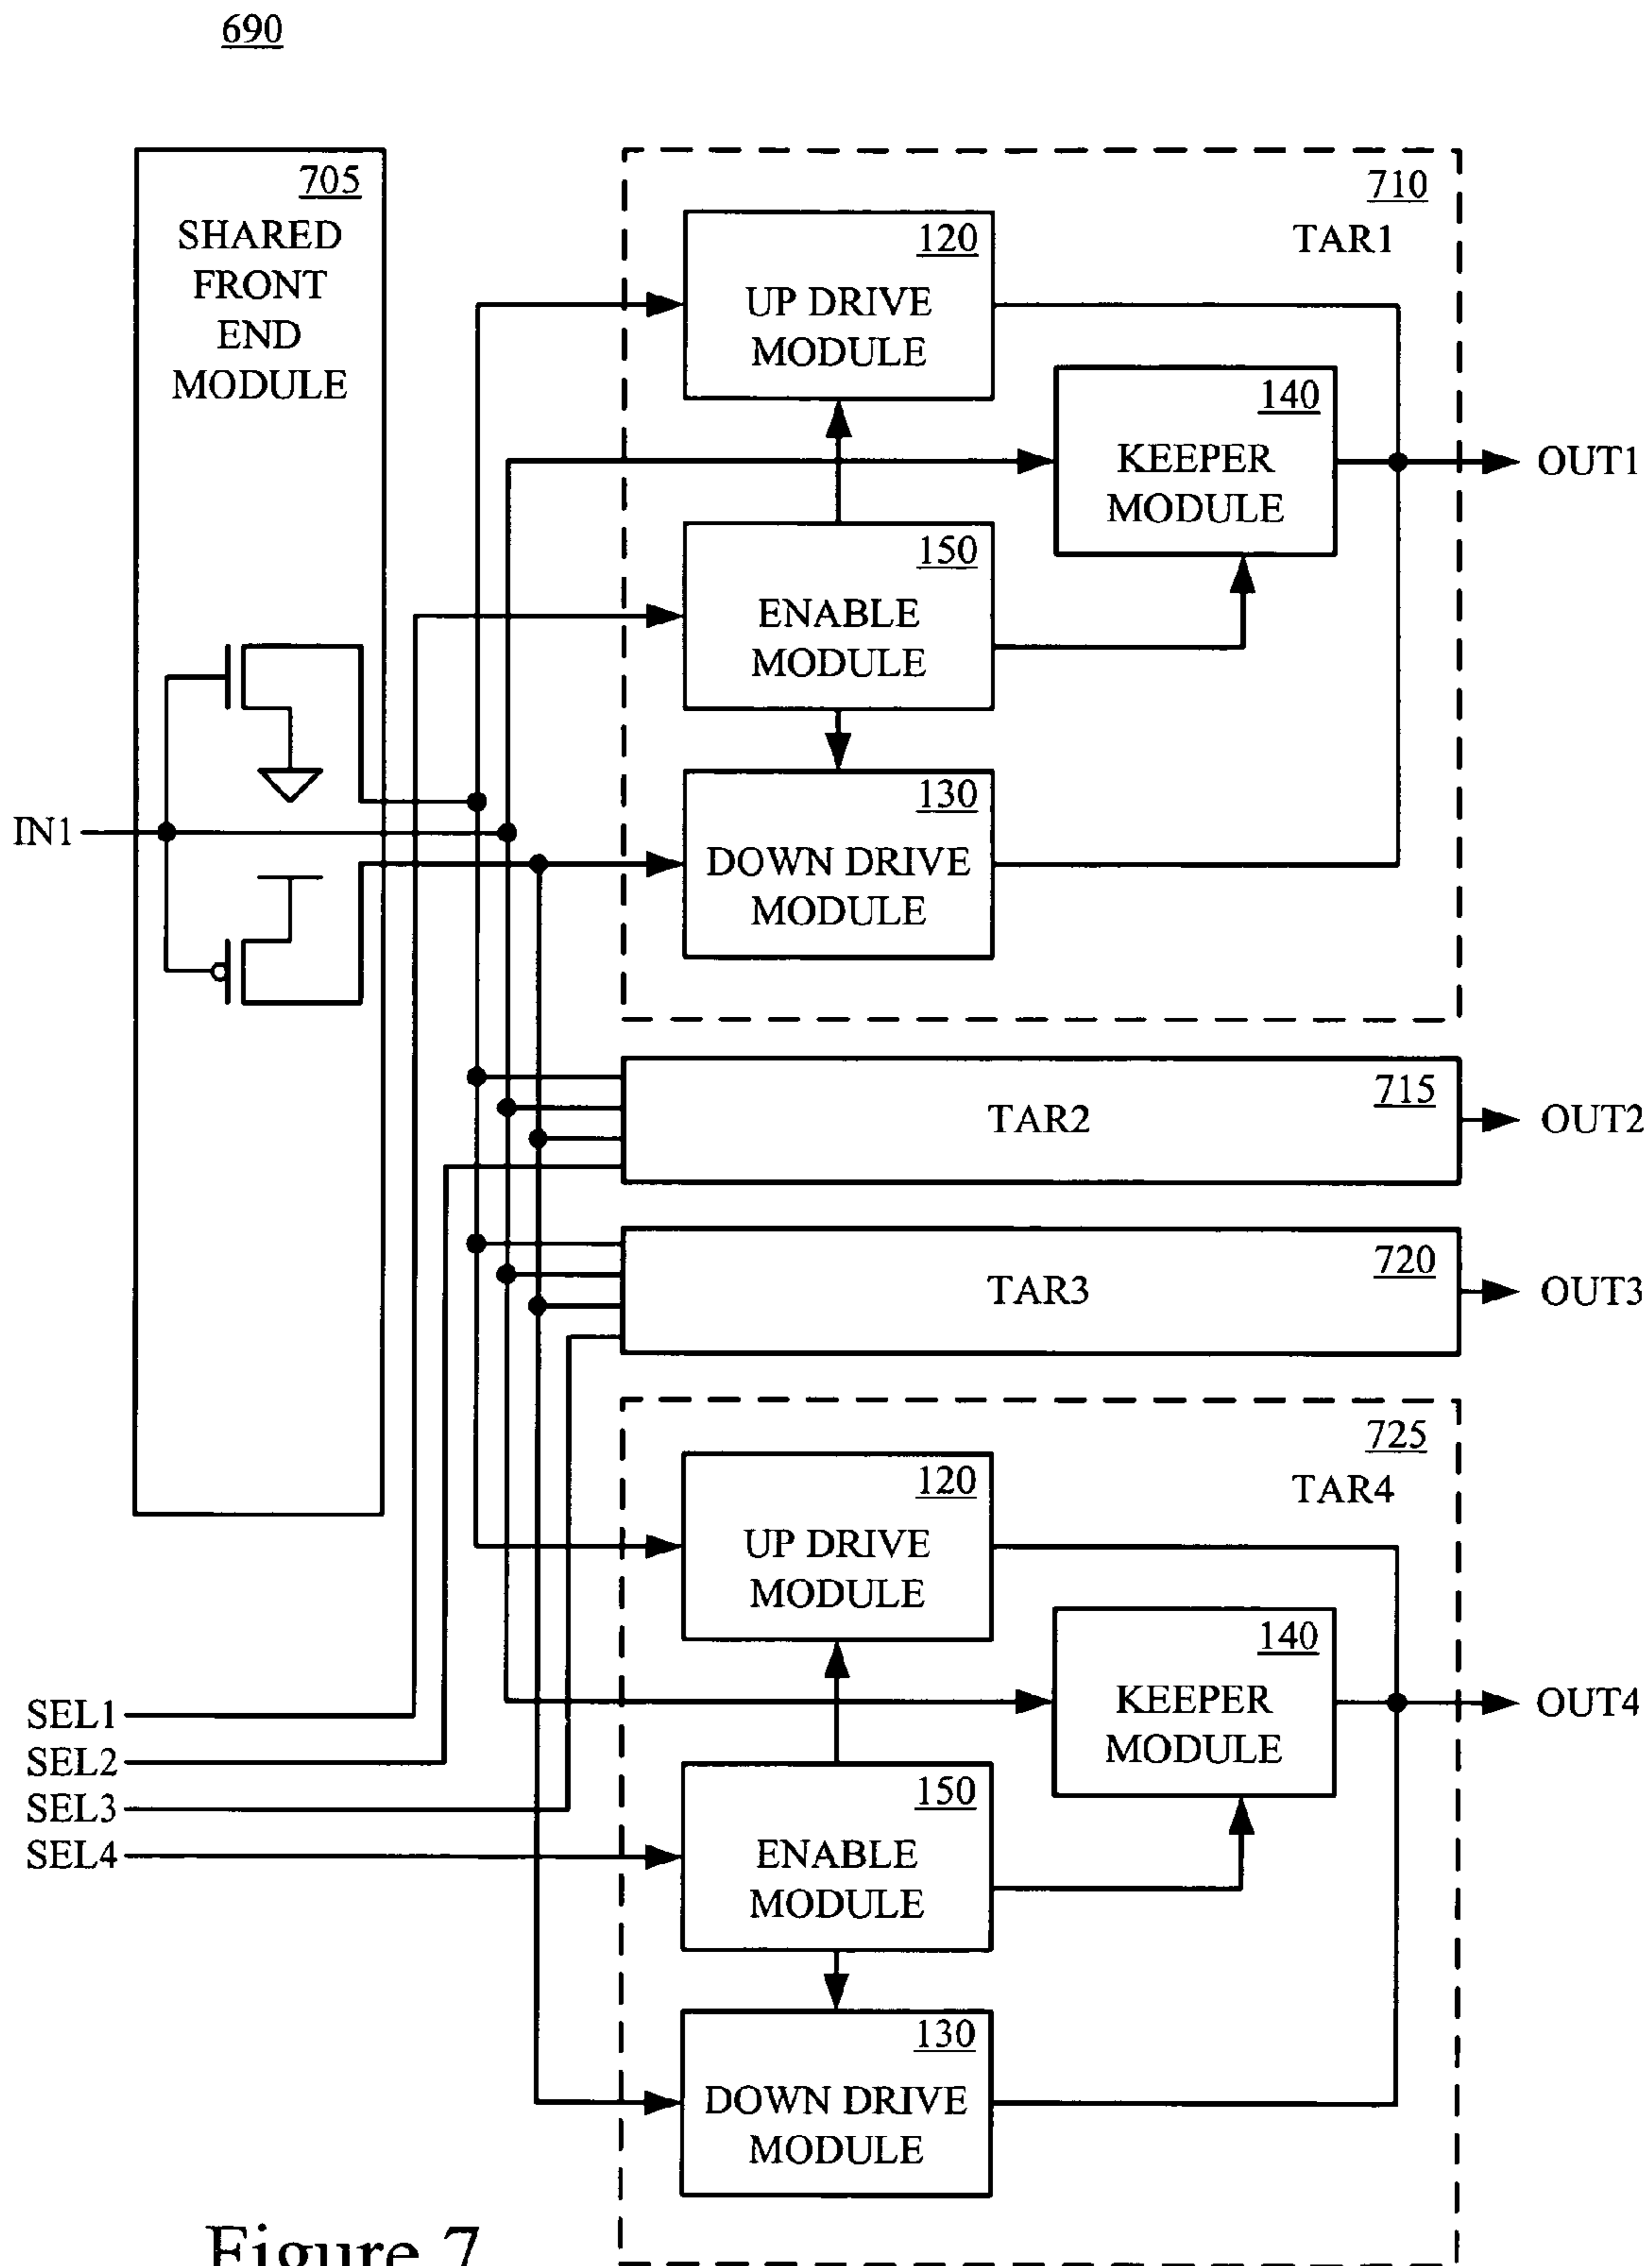 690
705
SHARED
FRONT
END
MODULE
710
TAR1
120
UP DRIVE
MODULE
140
KEEPER
MODULE
OUT1
150
ENABLE
MODULE
130
DOWN DRIVE
MODULE
IN1
715
TAR2
OUT2
720
TAR3
OUT3
725
TAR4
120
UP DRIVE
MODULE
140
KEEPER
MODULE
OUT4
150
ENABLE
MODULE
130
DOWN DRIVE
MODULE
SEL1
SEL2
SEL3
SEL4
Figure 7